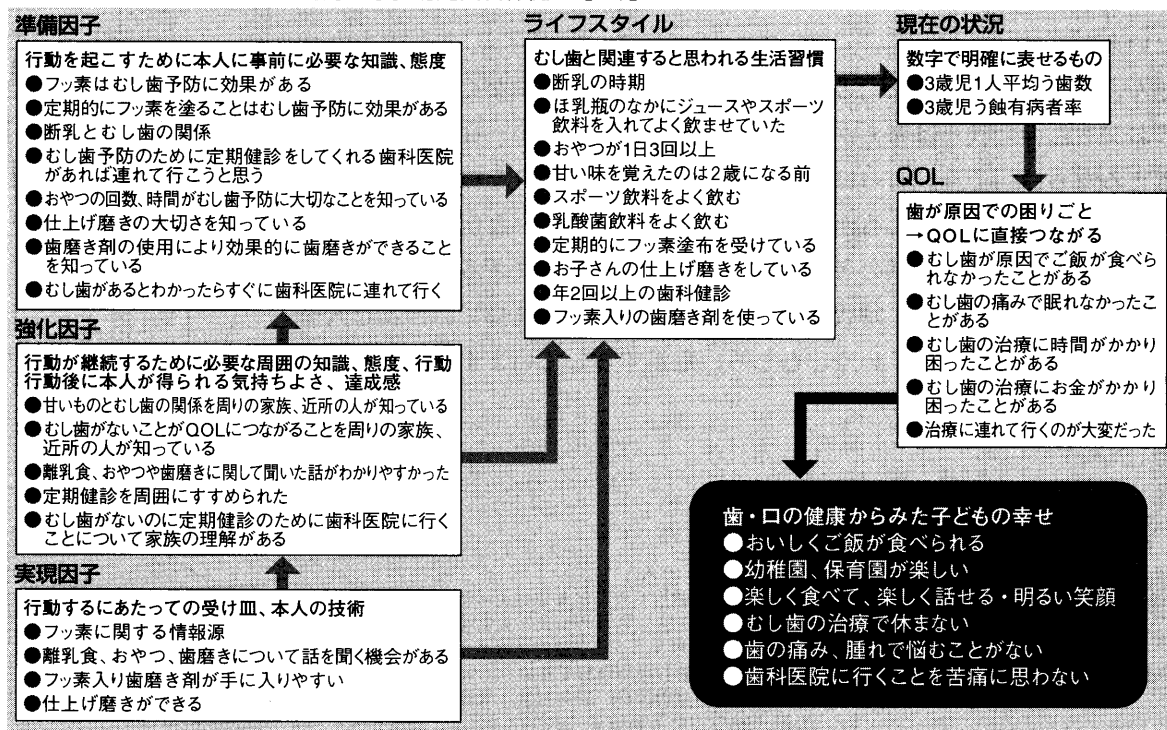 準備因子
行動を起こすために本人に事前に必要な知識、態度
●フッ素はむし歯予防に効果がある
●定期的にフッ素を塗ることはむし歯予防に効果がある
●断乳とむし歯の関係
●むし歯予防のために定期健診をしてくれる歯科医院
があれば連れて行こうと思う
●おやつの回数、時間がむし歯予防に大切なことを知っている
●仕上げ磨きの大切さを知っている
●歯磨き剤の使用により効果的に歯磨きができること
を知っている
●むし歯があるとわかったらすぐに歯科医院に連れて行く
強化因子
行動が継続するために必要な周囲の知識、態度、行動
行動後に本人が得られる気持ちよさ、達成感
●甘いものとむし歯の関係を周りの家族、近所の人が知っている
●むし歯がないことがQOLにつながることを周りの家族、
近所の人が知っている
●離乳食、おやつや歯磨きに関して聞いた話がわかりやすかった
●定期健診を周囲にすすめられた
●むし歯がないのに定期健診のために歯科医院に行く
ことについて家族の理解がある
実現因子
行動するにあたっての受け皿、本人の技術
●フッ素に関する情報源
●離乳食、おやつ、歯磨きについて話を聞く機会がある
●フッ素入り歯磨き剤が手に入りやすい
●仕上げ磨きができる
ライフスタイル
むし歯と関連すると思われる生活習慣
●断乳の時期
●ほ乳瓶のなかにジュースやスポーツ
飲料を入れてよく飲ませていた
●おやつが1日3回以上
●甘い味を覚えたのは2歳になる前
●スポーツ飲料をよく飲む
●乳酸菌飲料をよく飲む
●定期的にフッ素塗布を受けている
●お子さんの仕上げ磨きをしている
●年2回以上の歯科健診
●フッ素入りの歯磨き剤を使っている
現在の状況
数字で明確に表せるもの
●3歳児1人平均う歯数
●3歳児う蝕有病者率
QOL
歯が原因での困りごと
→QOLに直接つながる
●むし歯が原因でご飯が食べら
れなかったことがある
●むし歯の痛みで眠れなかったこ
とがある
●むし歯の治療に時間がかかり
困ったことがある
●むし歯の治療にお金がかかり
困ったことがある
●治療に連れて行くのが大変だった
歯・口の健康からみた子どもの幸せ
●おいしくご飯が食べられる
●幼稚園、保育園が楽しい
●楽しく食べて、楽しく話せる・明るい笑顔
●むし歯の治療で休まない
●歯の痛み、腫れで悩むことがない
●歯科医院に行くことを苦痛に思わない